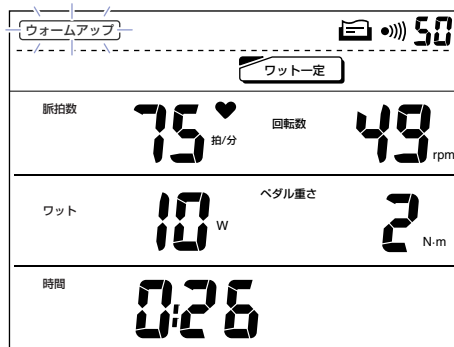 ウォームアップ 50
ワット一定
脈拍数 75 拍/分 回転数 49 rpm
ワット 10 W ペダル重さ 2 N·m
時間 0:26